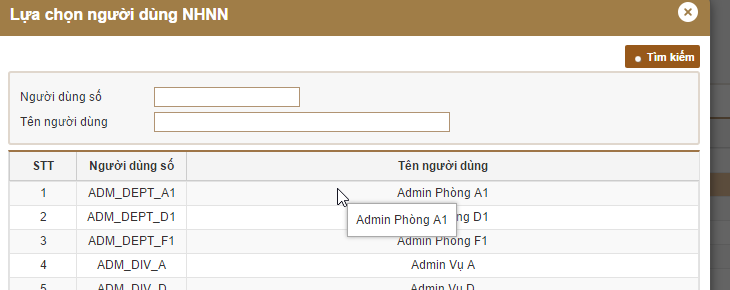 Lựa chọn người dùng NHNN
Tìm kiếm
Người dùng số
Tên người dùng
STT Người dùng số Tên người dùng
1 ADM_DEPT_A1 Admin Phòng A1
2 ADM_DEPT_D1 ng D1
Admin Phòng A1
3 ADM_DEPT_F1 Admin Phòng F1
4 ADM_DIV_A Admin Vụ A
5 ADM_DIV_D Admin Vụ D